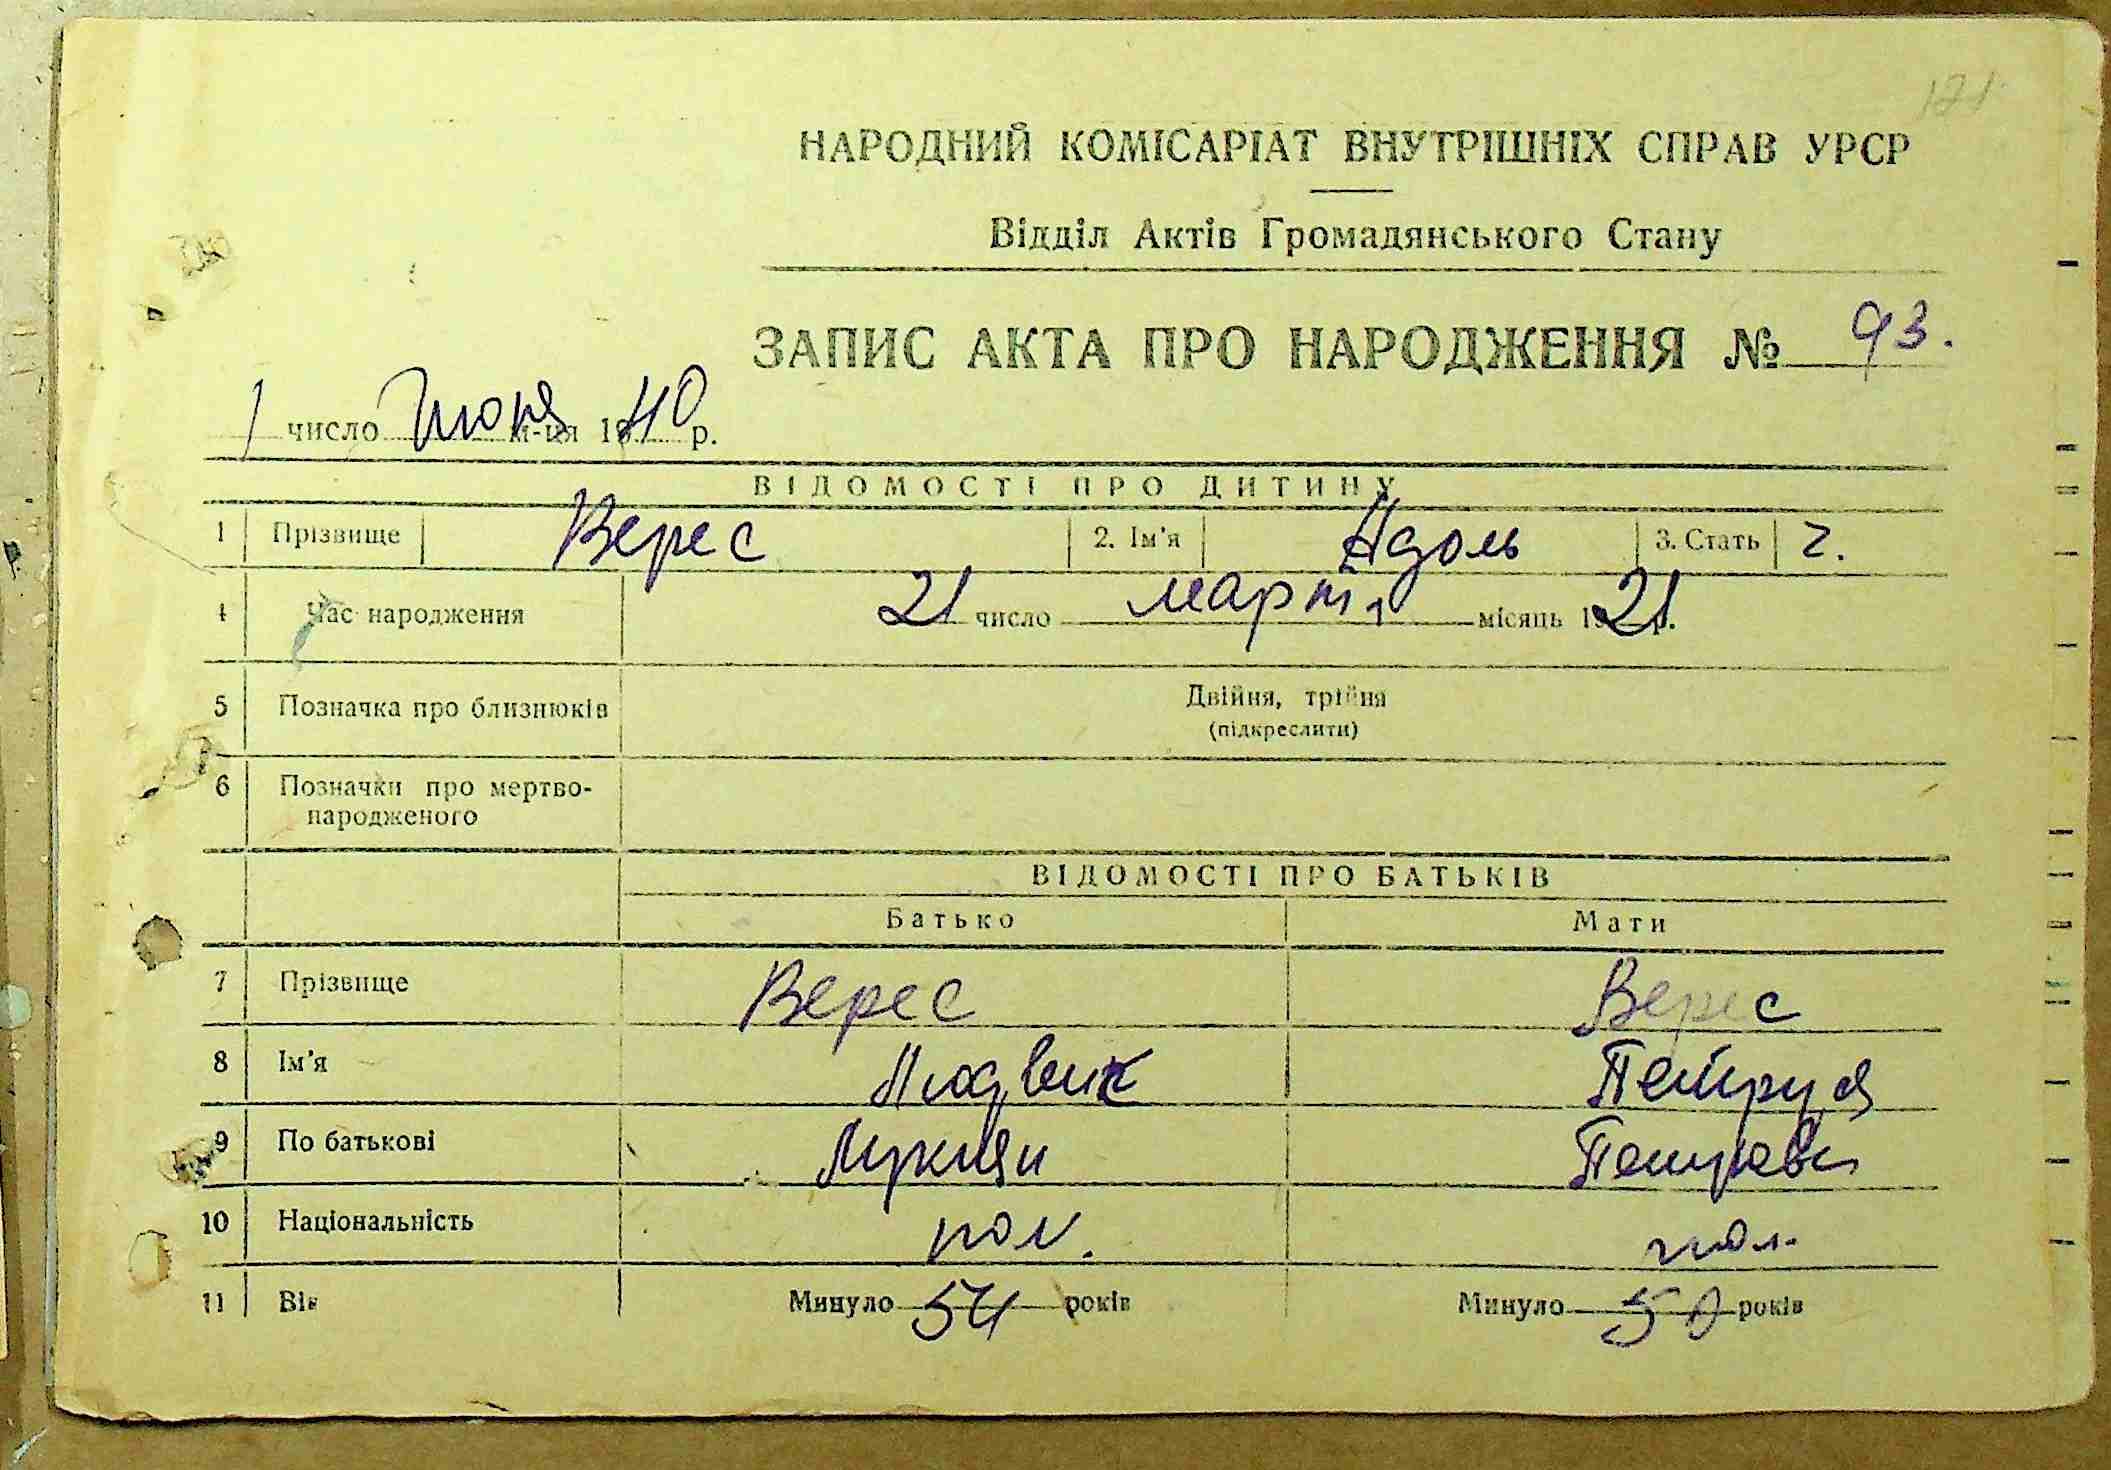 121
НАРОДНИЙ КОМІСАРІАТ ВНУТРІШНІХ СПРАВ УРСР
Відділ Актів Громадянського Стану
ЗАПИС АКТА ПРО НАРОДЖЕННЯ № 93.
1 число Июня м-ця 1940 р.
ВІДОМОСТІ ПРО ДИТИНУ
1 Прізвище Верес 2. Ім'я Адоль 3. Стать ч.
4 Час народження 21 число марта місяць 1921 р.
5 Позначка про близнюків Двійня, трійня
(підкреслити)
6 Позначки про мертво-
народженого
ВІДОМОСТІ ПРО БАТЬКІВ
Батько Мати
7 Прізвище Верес Верес
8 Ім'я Людвик
9 По батькові Лукиян
10 Національність пол. пол.
11 Вік Минуло 54 років Минуло 50 років